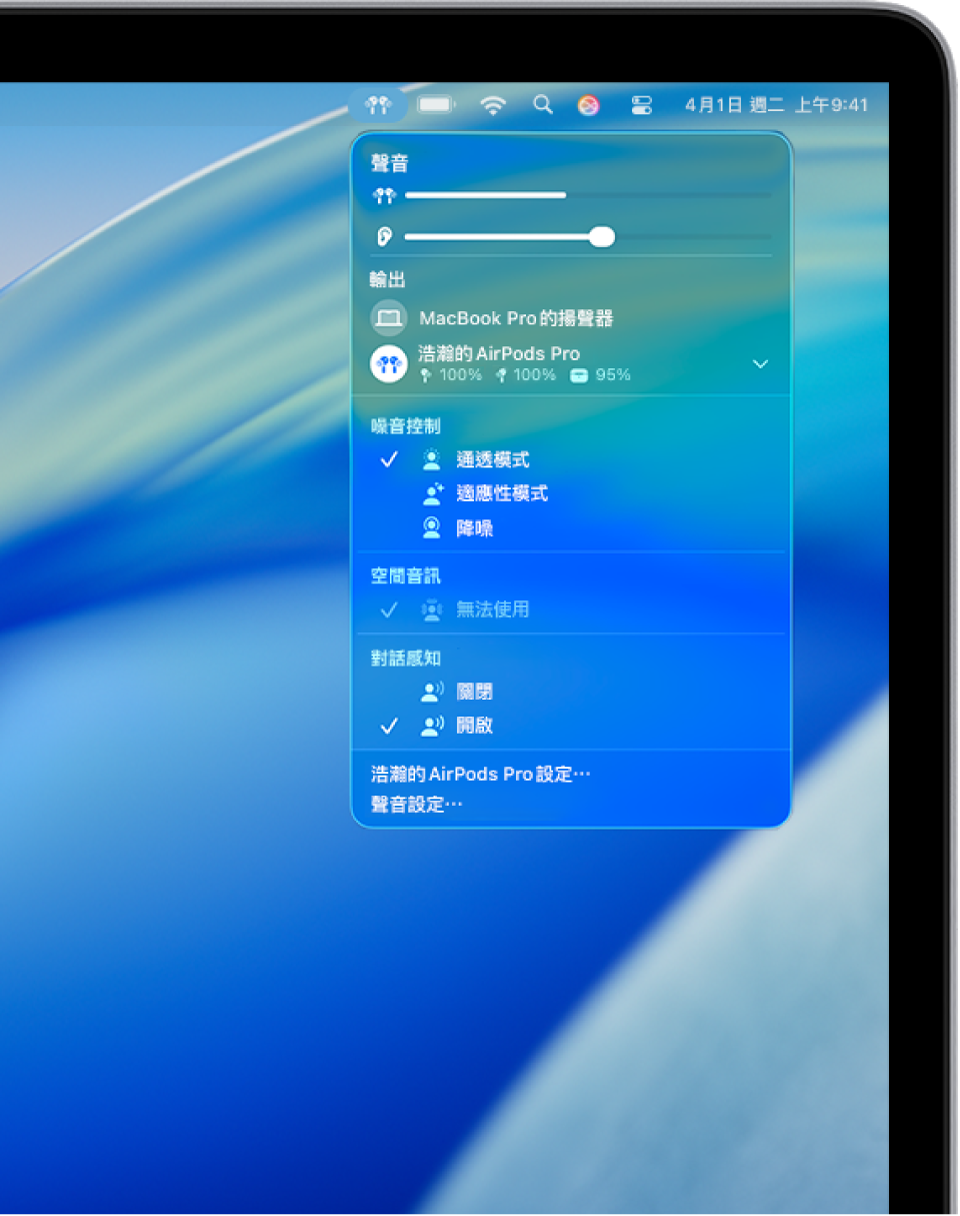 4月1日 週二 上午9:41
聲音
輸出
MacBook Pro的揚聲器
浩瀚的 AirPods Pro
100% 100% 95%
噪音控制
通透模式
適應性模式
降噪
空間音訊
無法使用
對話感知
關閉
開啟
浩瀚的 AirPods Pro 設定⋯
聲音設定⋯